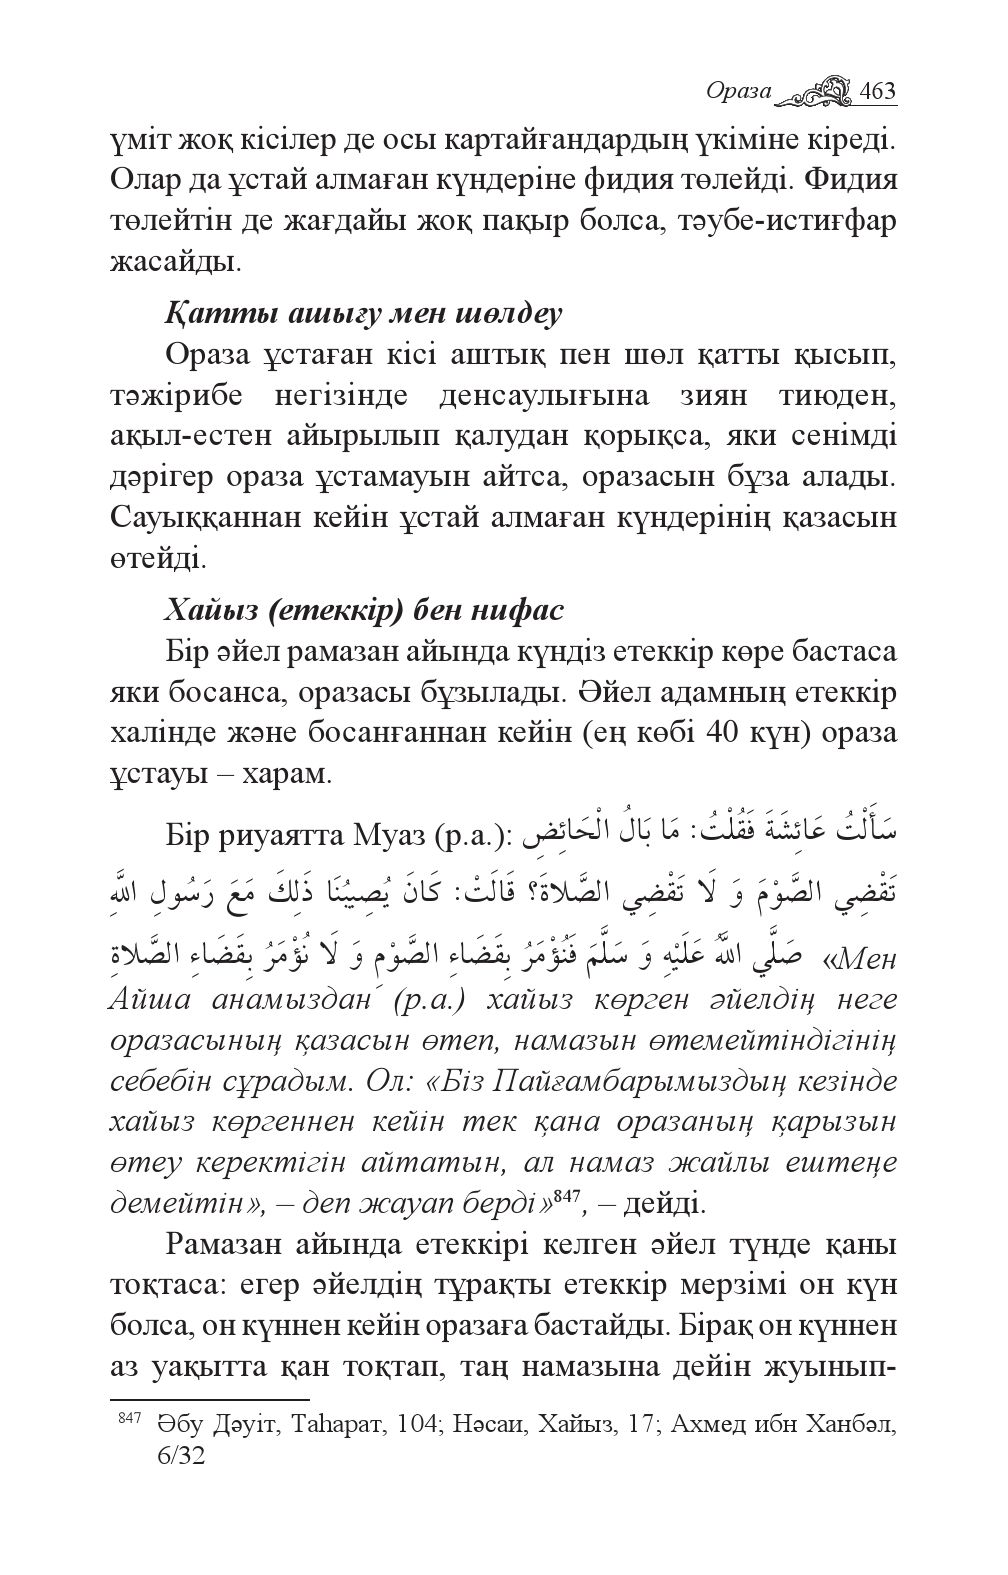 Ораза 463
үміт жоқ кісілер де осы картайғандардың үкіміне кіреді.
Олар да ұстай алмаған күндеріне фидия төлейді. Фидия
төлейтін де жағдайы жоқ пақыр болса, тәубе-истиғфар
жасайды.
Қатты ашығу мен шөлдеу
Ораза ұстаған кісі аштық пен шөл қатты қысып,
тәжірибе негізінде денсаулығына зиян тиюден,
ақыл-естен айырылып қалудан қорықса, яки сенімді
дәрігер ораза ұстамауын айтса, оразасын бұза алады.
Сауыққаннан кейін ұстай алмаған күндерінің қазасын
өтейді.
Хайыз (етеккір) бен нифас
Бір әйел рамазан айында күндіз етеккір көре бастаса
яки босанса, оразасы бұзылады. Әйел адамның етеккір
халінде және босанғаннан кейін (ең көбі 40 күн) ораза
ұстауы – харам.
Бір риуаятта Муаз (р.а.): سَأَلْتُ عَائِشَةَ فَقُلْتُ: مَا بَالُ الْحَائِضِ
تَقْضِي الصَّوْمَ وَ لَا تَقْضِي الصَّلاةَ؟ قَالَتْ: كَانَ يُصِيبُنَا ذَلِكَ مَعَ رَسُولِ اللَّهِ
صَلَّي اللَّهُ عَلَيْهِ وَ سَلَّمَ فَنُؤْمَرُ بِقَضَاءِ الصَّوْمِ وَ لَا نُؤْمَرُ بِقَضَاءِ الصَّلاةِ «Мен
Айша анамыздан (р.а.) хайыз көрген әйелдің неге
оразасының қазасын өтеп, намазын өтемейтіндігінің
себебін сұрадым. Ол: «Біз Пайғамбарымыздың кезінде
хайыз көргеннен кейін тек қана оразаның қарызын
өтеу керектігін айтатын, ал намаз жайлы ештеңе
демейтін», – деп жауап берді»847, – дейді.
Рамазан айында етеккірі келген әйел түнде қаны
тоқтаса: егер әйелдің тұрақты етеккір мерзімі он күн
болса, он күннен кейін оразаға бастайды. Бірақ он күннен
аз уақытта қан тоқтап, таң намазына дейін жуынып-
847 Әбу Дәуіт, Таһарат, 104; Нәсаи, Хайыз, 17; Ахмед ибн Ханбәл,
6/32